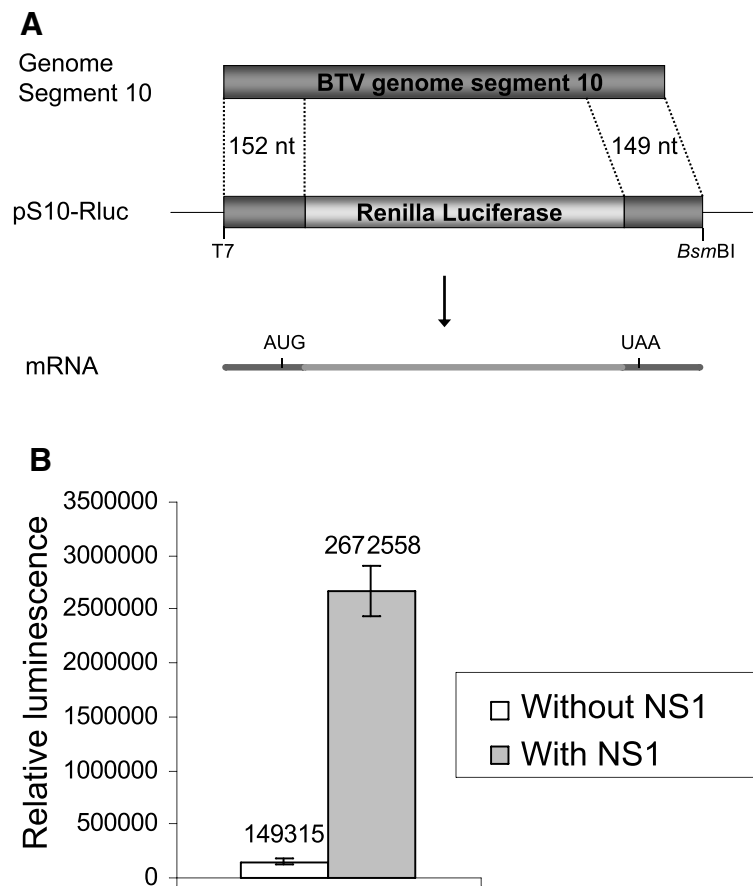 A
Genome
Segment 10
BTV genome segment 10
152 nt
149 nt
pS10-Rluc
Renilla Luciferase
T7
BsmBI
AUG
UAA
mRNA
B
3500000
3000000
2500000
2000000
1500000
1000000
500000
0
Relative luminescence
2672558
149315
Without NS1
With NS1